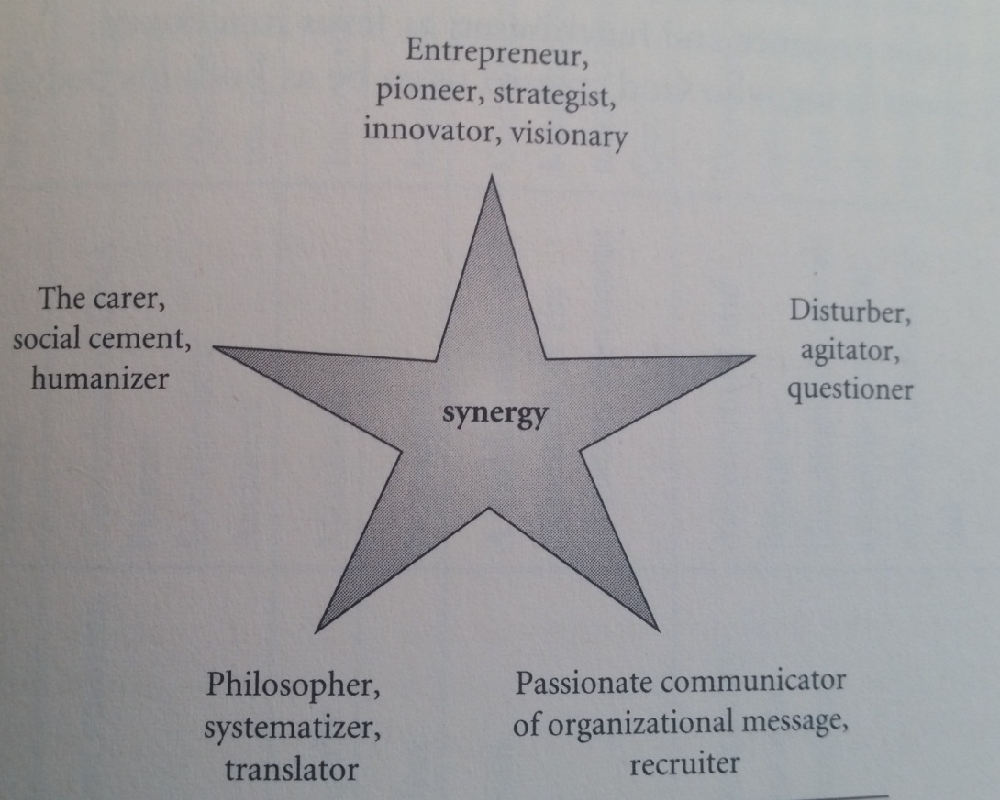 Entrepreneur,
pioneer, strategist,
innovator, visionary
The carer,
social cement,
humanizer
Disturber,
agitator,
questioner
synergy
Philosopher,
systematizer,
translator
Passionate communicator
of organizational message,
recruiter